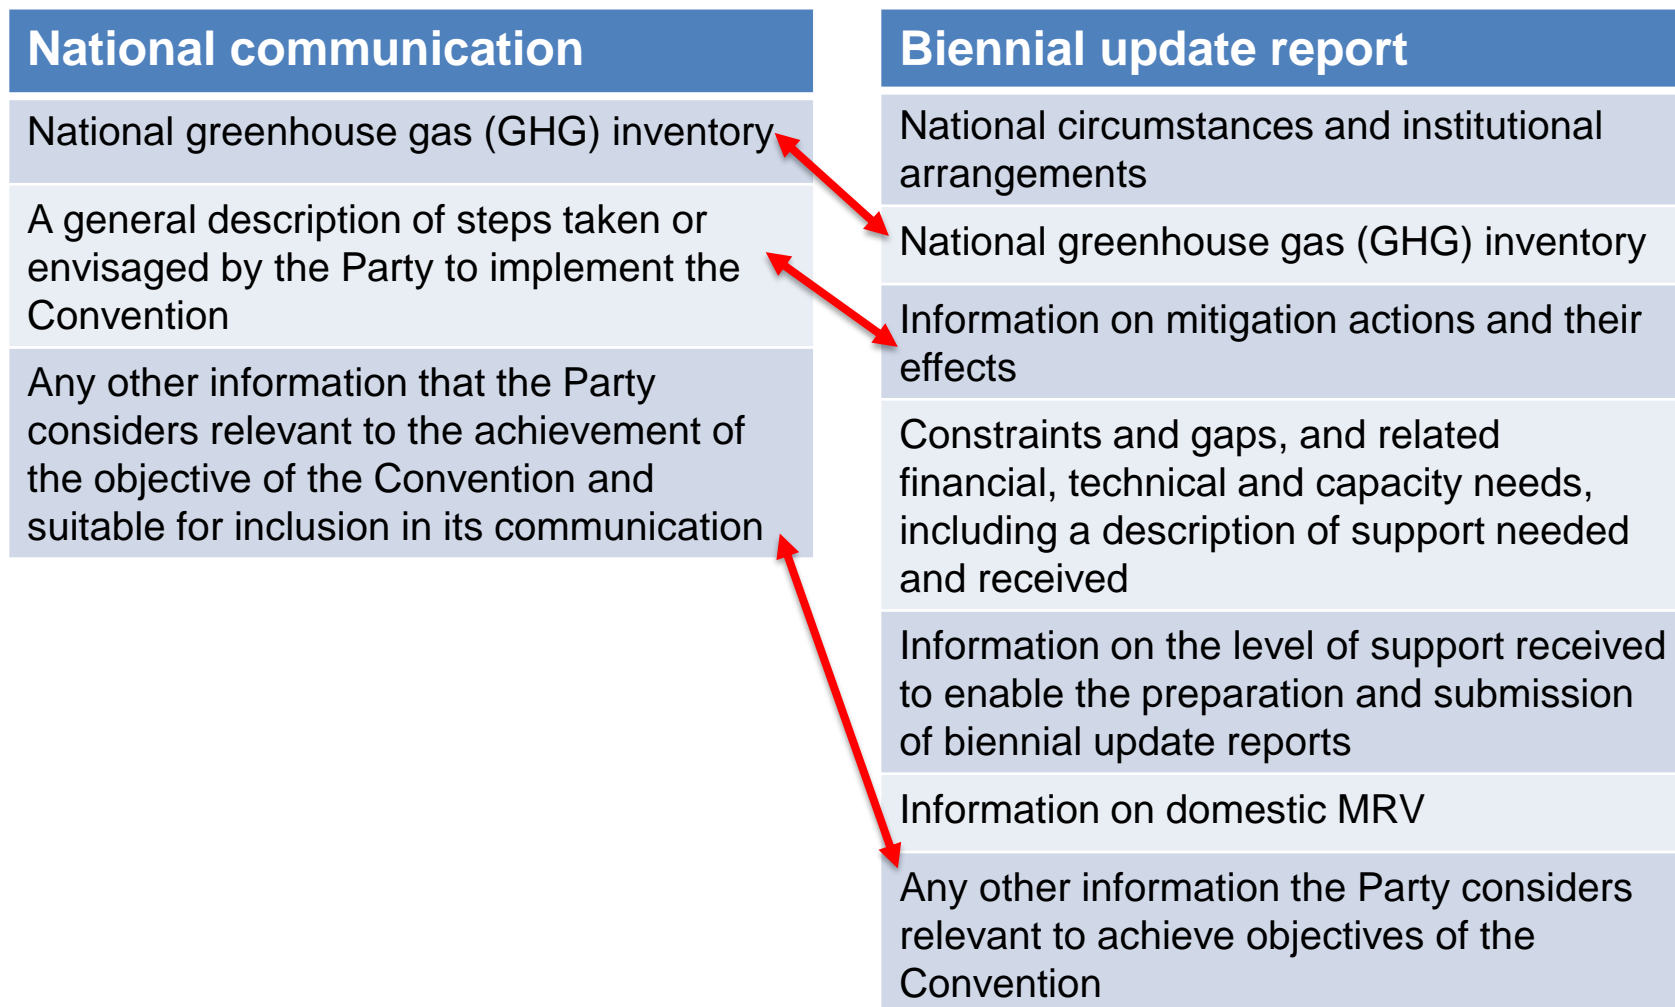 National communication
National greenhouse gas (GHG) inventory
A general description of steps taken or
envisaged by the Party to implement the
Convention
Any other information that the Party
considers relevant to the achievement of
the objective of the Convention and
suitable for inclusion in its communication
Biennial update report
National circumstances and institutional
arrangements
National greenhouse gas (GHG) inventory
Information on mitigation actions and their
effects
Constraints and gaps, and related
financial, technical and capacity needs,
including a description of support needed
and received
Information on the level of support received
to enable the preparation and submission
of biennial update reports
Information on domestic MRV
Any other information the Party considers
relevant to achieve objectives of the
Convention